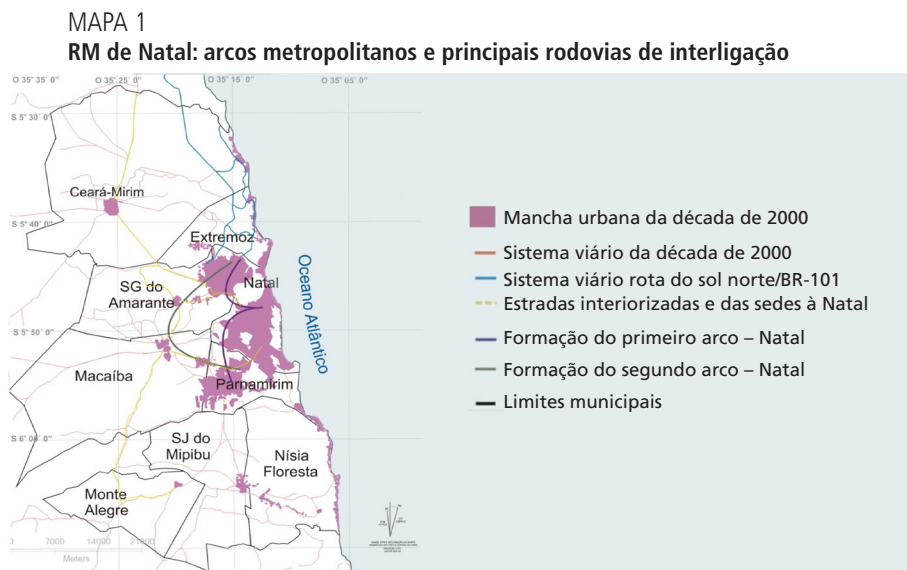 MAPA 1
RM de Natal: arcos metropolitanos e principais rodovias de interligação
O 35° 35´ 0" O 35° 25´ 0" O 35° 15´ 0" O 35° 65´ 0"
S 5° 30´ 0"
Ceará-Mirim
S 5° 40´ 0"
Extremoz
SG do
Amarante
Natal
Oceano Atlântico
S 5° 50´ 0"
Macaíba
Parnamirim
S 6° 00´ 0"
SJ do
Mipibu
Nísia
Floresta
Monte
Alegre
0 7000 14000 21000
Meters
Mancha urbana da década de 2000
Sistema viário da década de 2000
Sistema viário rota do sol norte/BR-101
Estradas interiorizadas e das sedes à Natal
Formação do primeiro arco – Natal
Formação do segundo arco – Natal
Limites municipais